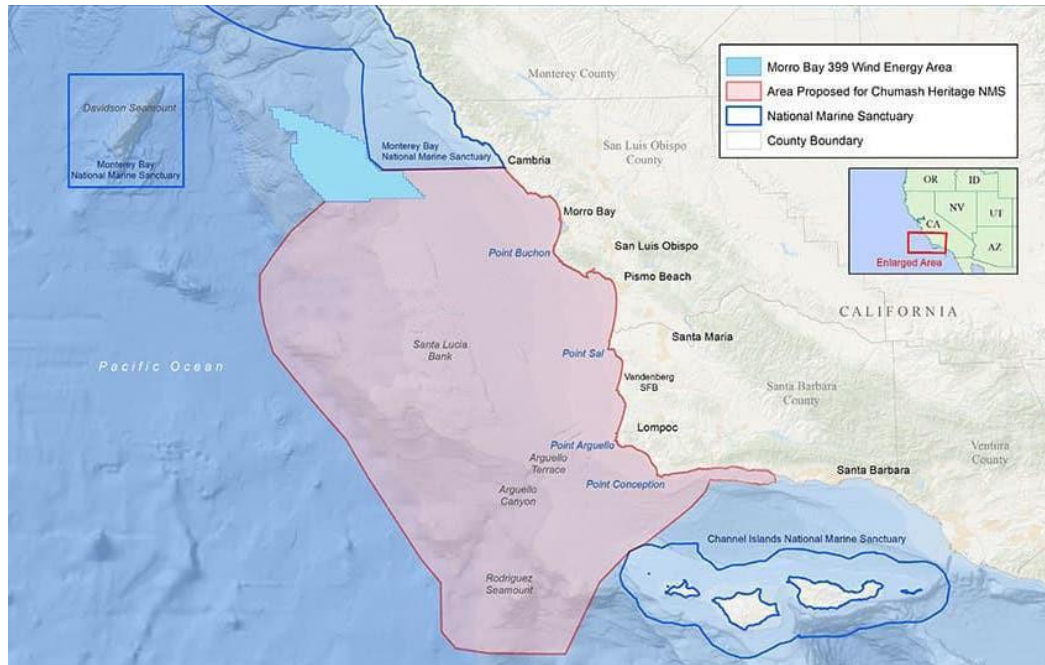 Morro Bay 399 Wind Energy Area
Area Proposed for Chumash Heritage NMS
National Marine Sanctuary
County Boundary
Monterey County
Davidson Seamount
Monterey Bay
National Marine Sanctuary
Monterey Bay
National Marine Sanctuary
Cambria
San Luis Obispo
County
OR
ID
NV
UT
CA
AZ
Enlarged Area
Morro Bay
San Luis Obispo
Point Buchon
Pismo Beach
CALIFORNIA
Santa Lucia
Bank
Point Sal
Santa Maria
Pacific Ocean
Vandenberg
SFB
Santa Barbara
County
Lompoc
Point Arguello
Ventura
County
Arguello
Terrace
Santa Barbara
Point Conception
Arguello
Canyon
Channel Islands National Marine Sanctuary
Rodriguez
Seamount